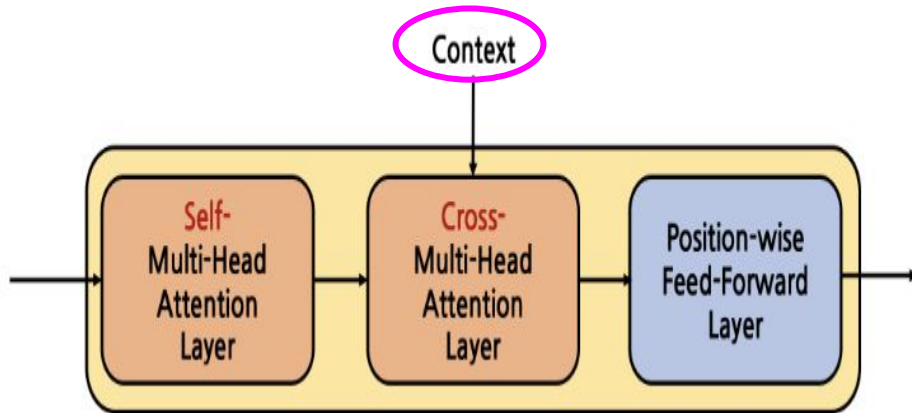 Context
Self-
Multi-Head
Attention
Layer
Cross-
Multi-Head
Attention
Layer
Position-wise
Feed-Forward
Layer